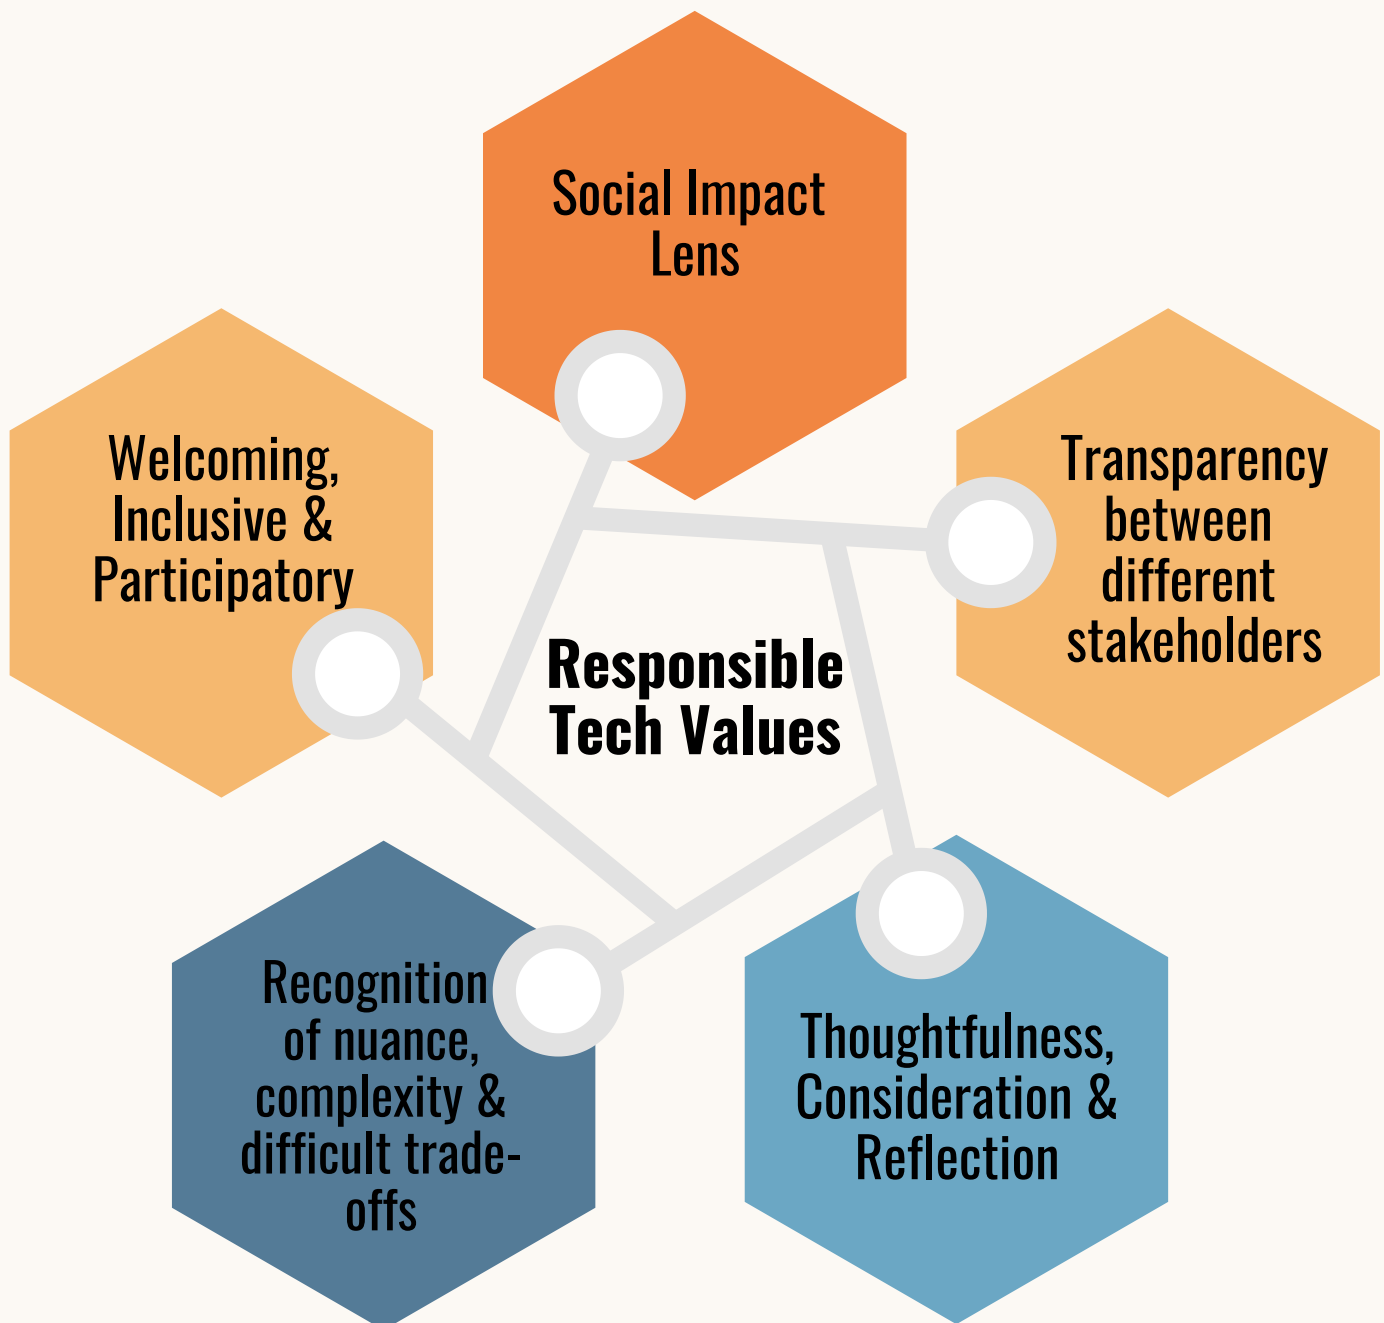 Social Impact
Lens
Welcoming,
Inclusive &
Participatory
Transparency
between
different
stakeholders
Responsible
Tech Values
Recognition
of nuance,
complexity &
difficult trade-
offs
Thoughtfulness,
Consideration &
Reflection